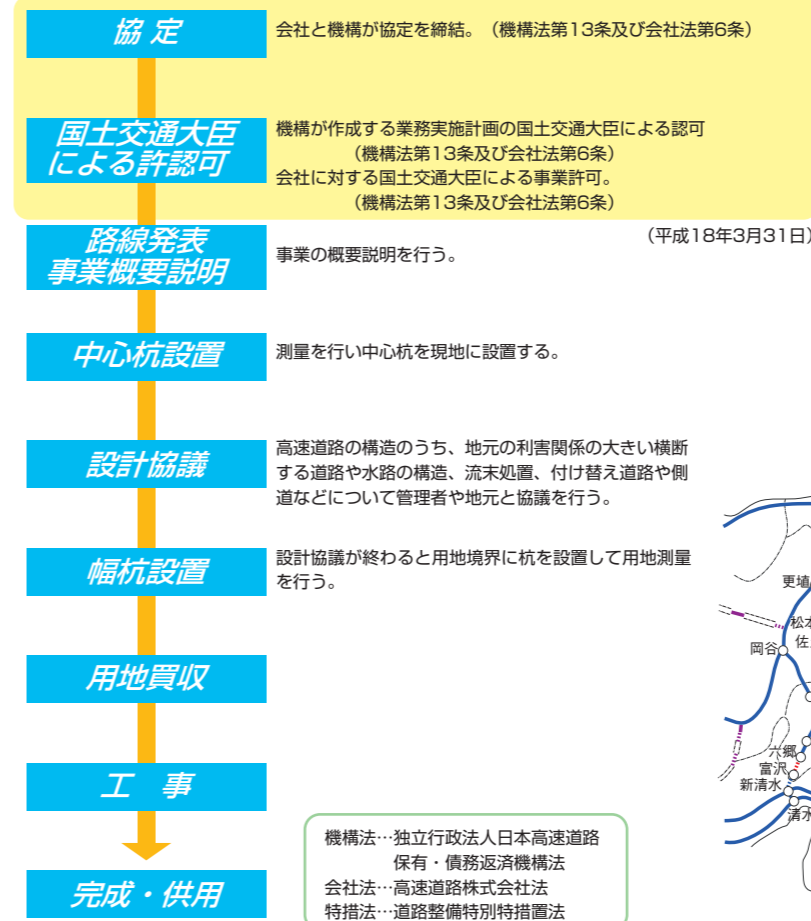 協 定
会社と機構が協定を締結。（機構法第13条及び会社法第6条）
国土交通大臣
による許認可
機構が作成する業務実施計画の国土交通大臣による認可
（機構法第13条及び会社法第6条）
会社に対する国土交通大臣による事業許可。
（機構法第13条及び会社法第6条）
路線発表
事業概要説明
事業の概要説明を行う。
（平成18年3月31日）
中心杭設置
測量を行い中心杭を現地に設置する。
設計協議
高速道路の構造のうち、地元の利害関係の大きい横断
する道路や水路の構造、流末処置、付け替え道路や側
道などについて管理者や地元と協議を行う。
幅杭設置
設計協議が終わると用地境界に杭を設置して用地測量
を行う。
用地買収
工 事
完成・供用
機構法…独立行政法人日本高速道路
保有・債務返済機構法
会社法…高速道路株式会社法
特措法…道路整備特別特措置法
更埴
松本
岡谷
佐
六郷
富沢
新清水
清水